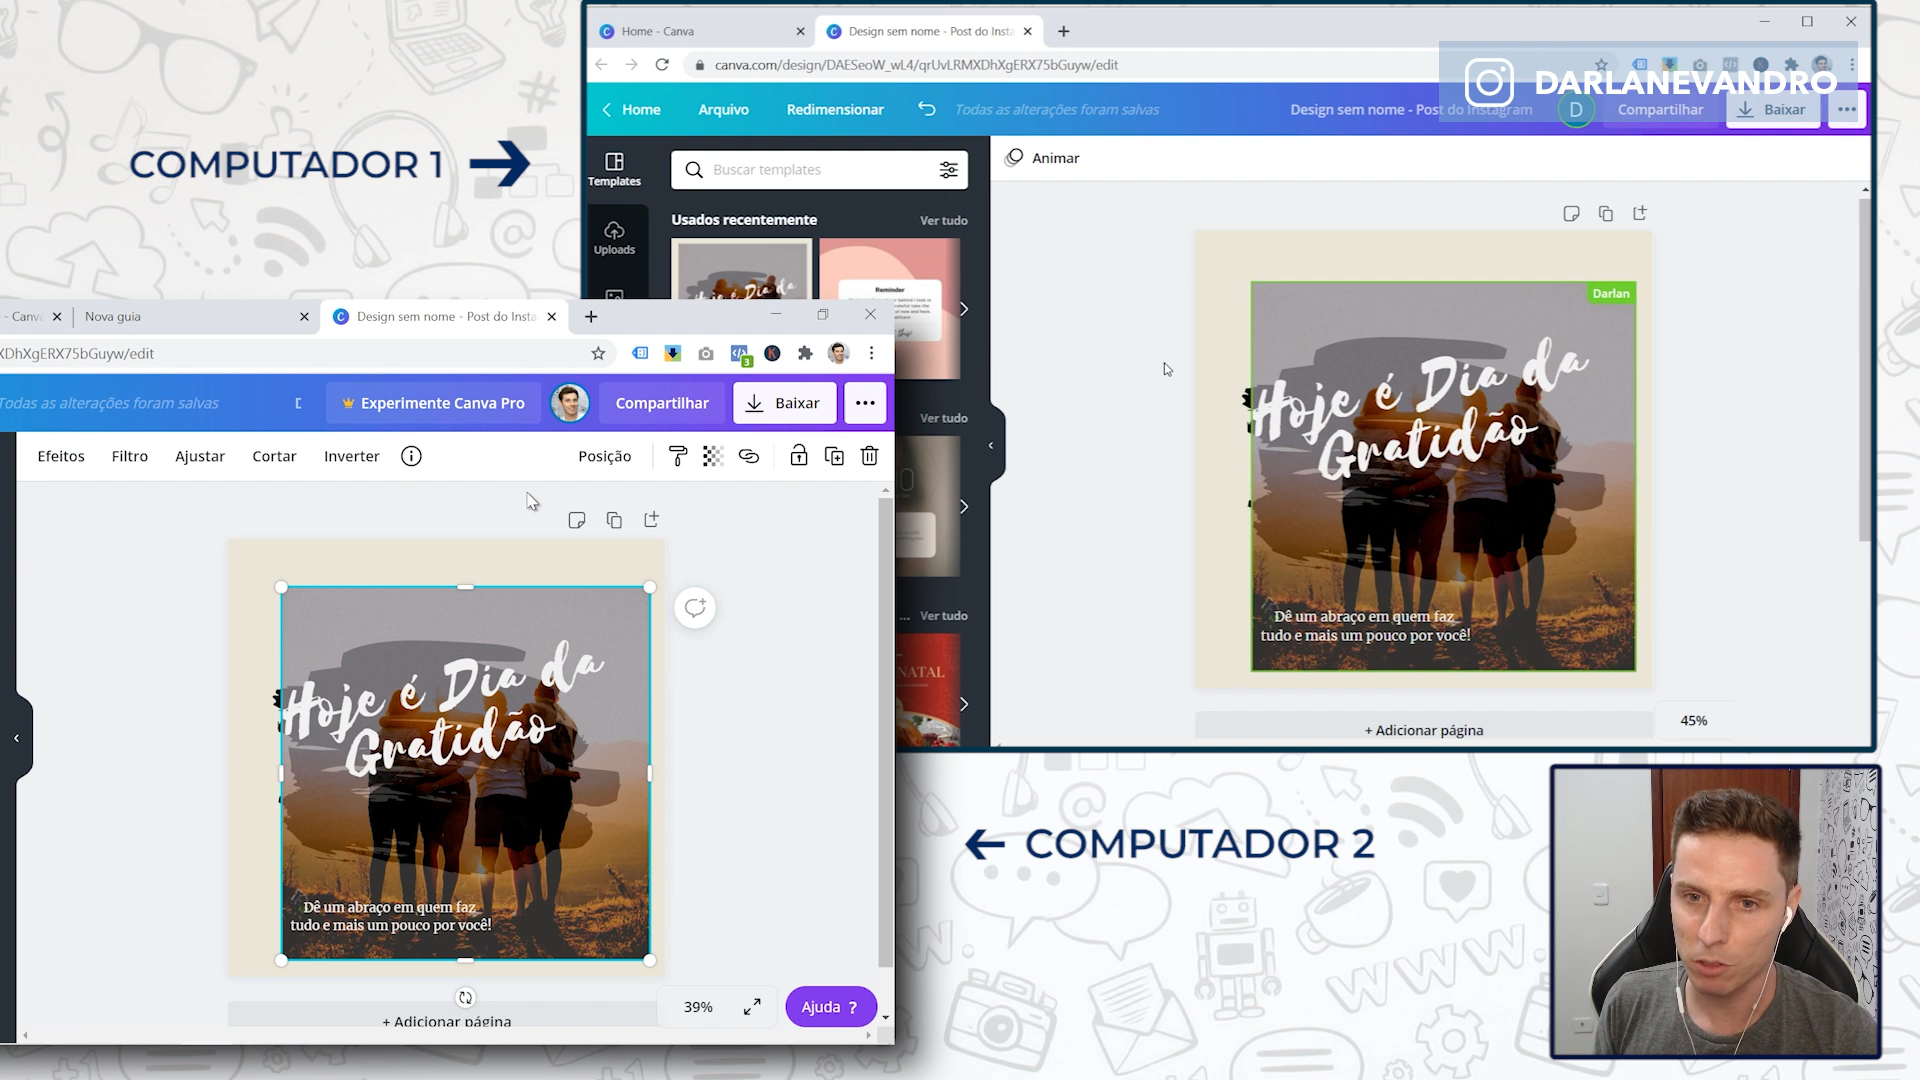 COMPUTADOR 1
Home - Canva
Design sem nome - Post do Insta
canva.com/design/DAESeoW_wL4/qrUvLRMXDhXgERX75bGuyw/edit
DARLANEVANDRO
Home
Arquivo
Redimensionar
Todas as alterações foram salvas
Design sem nome - Post do Instagram
D
Compartilhar
Baixar
Templates
Buscar templates
Animar
Usados recentemente
Ver tudo
Uploads
Reminder
Ver tudo
Ver tudo
NATAL
Darlan
Hoje é Dia da
Gratidão
Dê um abraço em quem faz
tudo e mais um pouco por você!
+ Adicionar página
45%
- Canva
Nova guia
Design sem nome - Post do Insta
XDhXgERX75bGuyw/edit
3
K
Todas as alterações foram salvas
Experimente Canva Pro
Compartilhar
Baixar
Efeitos
Filtro
Ajustar
Cortar
Inverter
Posição
Hoje é Dia da
Gratidão
Dê um abraço em quem faz
tudo e mais um pouco por você!
+ Adicionar página
39%
Ajuda ?
COMPUTADOR 2
WWW.